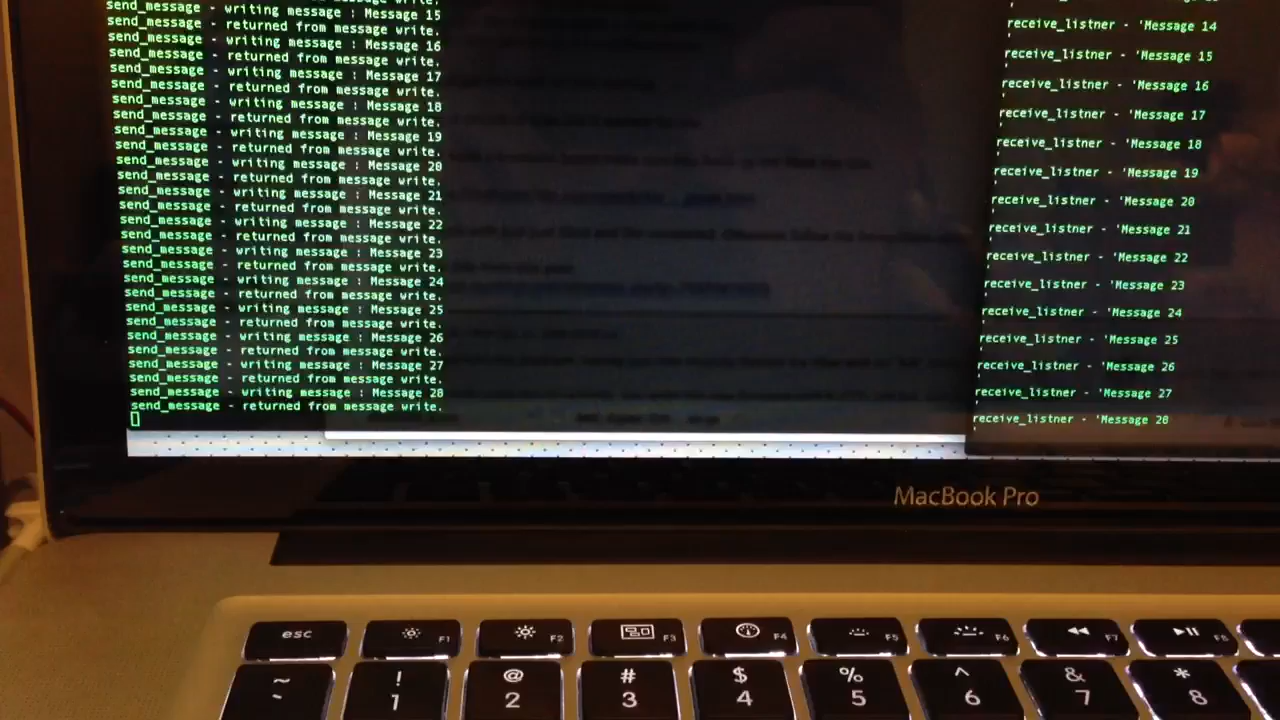 send_message - writing message : Message 15
send_message - returned from message write.
send_message - writing message : Message 16
send_message - returned from message write.
send_message - writing message : Message 17
send_message - returned from message write.
send_message - writing message : Message 18
send_message - returned from message write.
send_message - writing message : Message 19
send_message - returned from message write.
send_message - writing message : Message 20
send_message - returned from message write.
send_message - writing message : Message 21
send_message - returned from message write.
send_message - writing message : Message 22
send_message - returned from message write.
send_message - writing message : Message 23
send_message - returned from message write.
send_message - writing message : Message 24
send_message - returned from message write.
send_message - writing message : Message 25
send_message - returned from message write.
send_message - writing message : Message 26
send_message - returned from message write.
send_message - writing message : Message 27
send_message - returned from message write.
send_message - writing message : Message 28
send_message - returned from message write.
receive_listner - 'Message 14
'
receive_listner - 'Message 15
'
receive_listner - 'Message 16
'
receive_listner - 'Message 17
'
receive_listner - 'Message 18
'
receive_listner - 'Message 19
'
receive_listner - 'Message 20
'
receive_listner - 'Message 21
'
receive_listner - 'Message 22
'
receive_listner - 'Message 23
'
receive_listner - 'Message 24
'
receive_listner - 'Message 25
'
receive_listner - 'Message 26
'
receive_listner - 'Message 27
'
receive_listner - 'Message 28
'
MacBook Pro
esc F1 F2 F3 F4 F5 F6 F7 F8
~ ! @ # $ % ^ & *
` 1 2 3 4 5 6 7 8